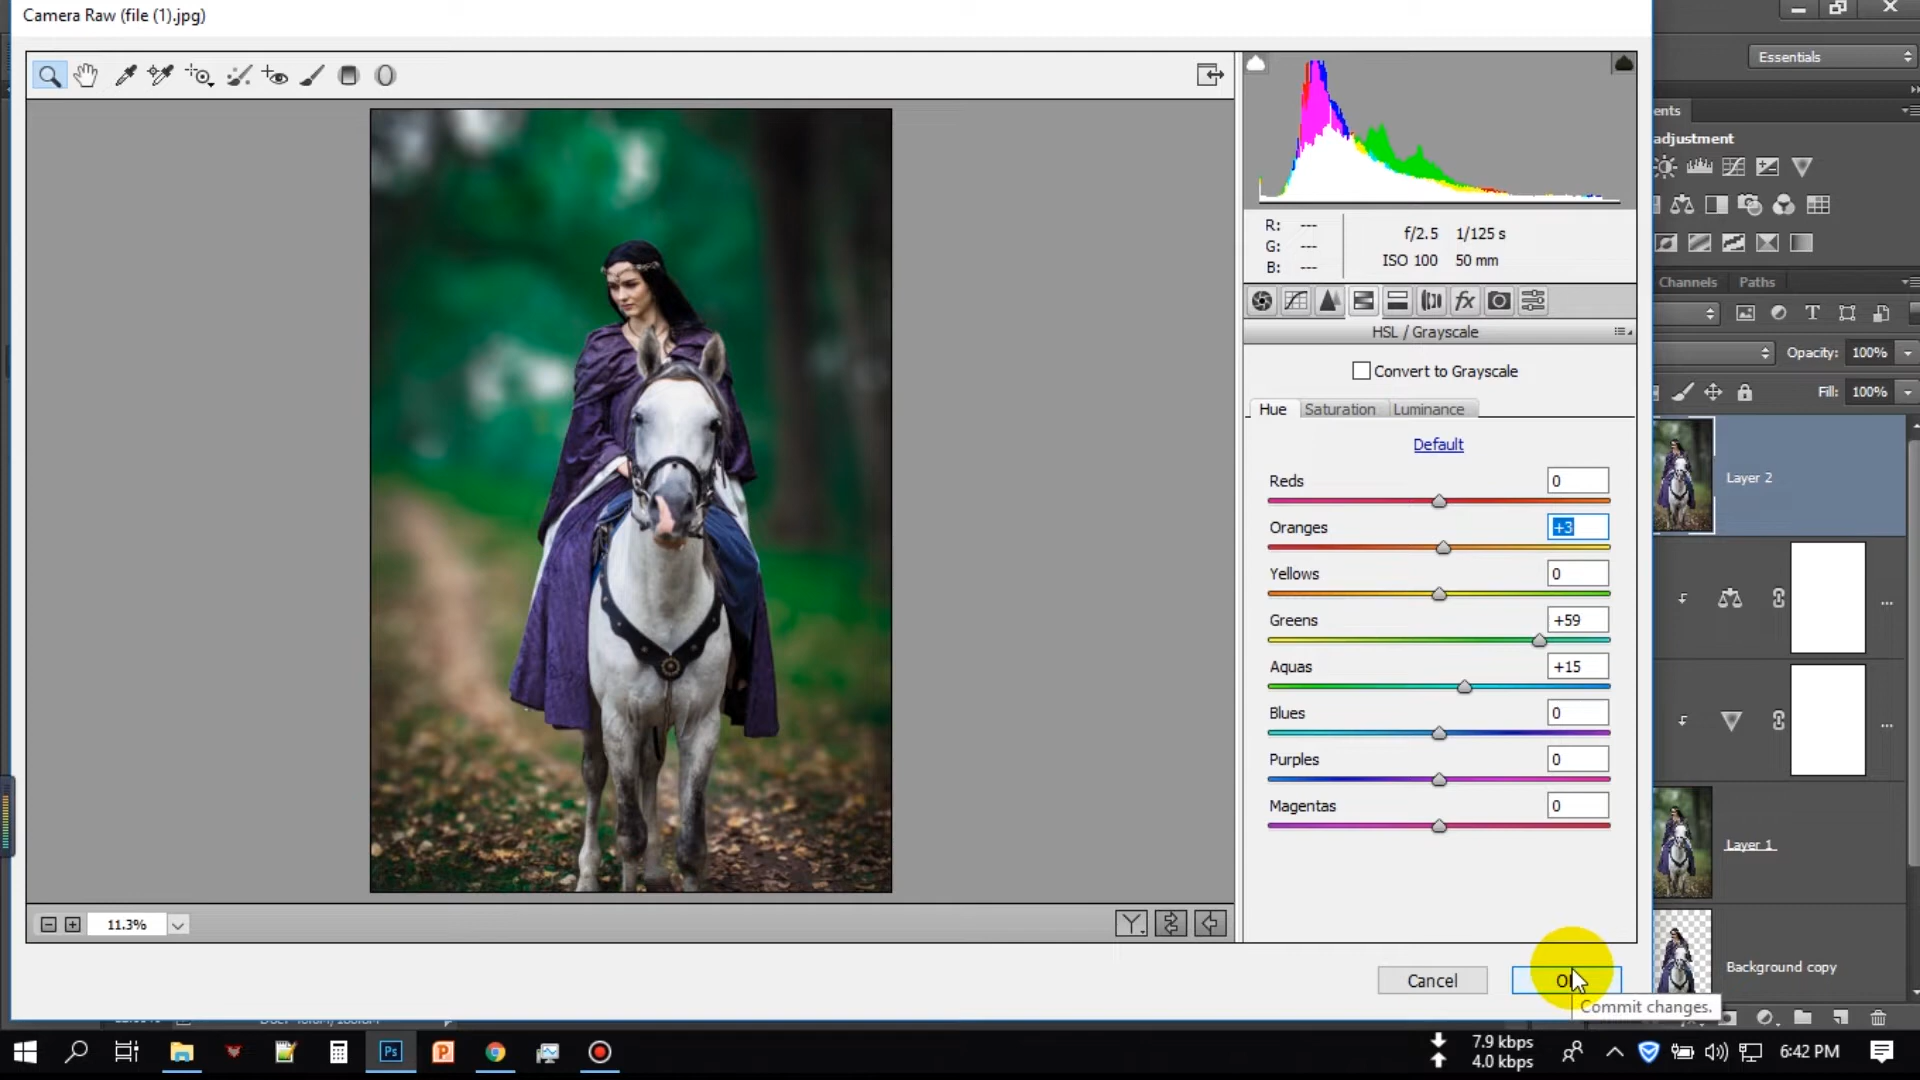 Camera Raw (file (1).jpg)
Essentials
ents
adjustment
R: ---
G: ---
B: ---
f/2.5 1/125 s
ISO 100 50 mm
Channels Paths
HSL / Grayscale
Opacity: 100%
Convert to Grayscale
Fill: 100%
Hue Saturation Luminance
Default
Reds 0
Layer 2
Oranges +3
Yellows 0
Greens +59
Aquas +15
Blues 0
Purples 0
Magentas 0
Layer 1
11.3%
Background copy
Cancel
Commit changes.
Ps
P
7.9 kbps
4.0 kbps
6:42 PM